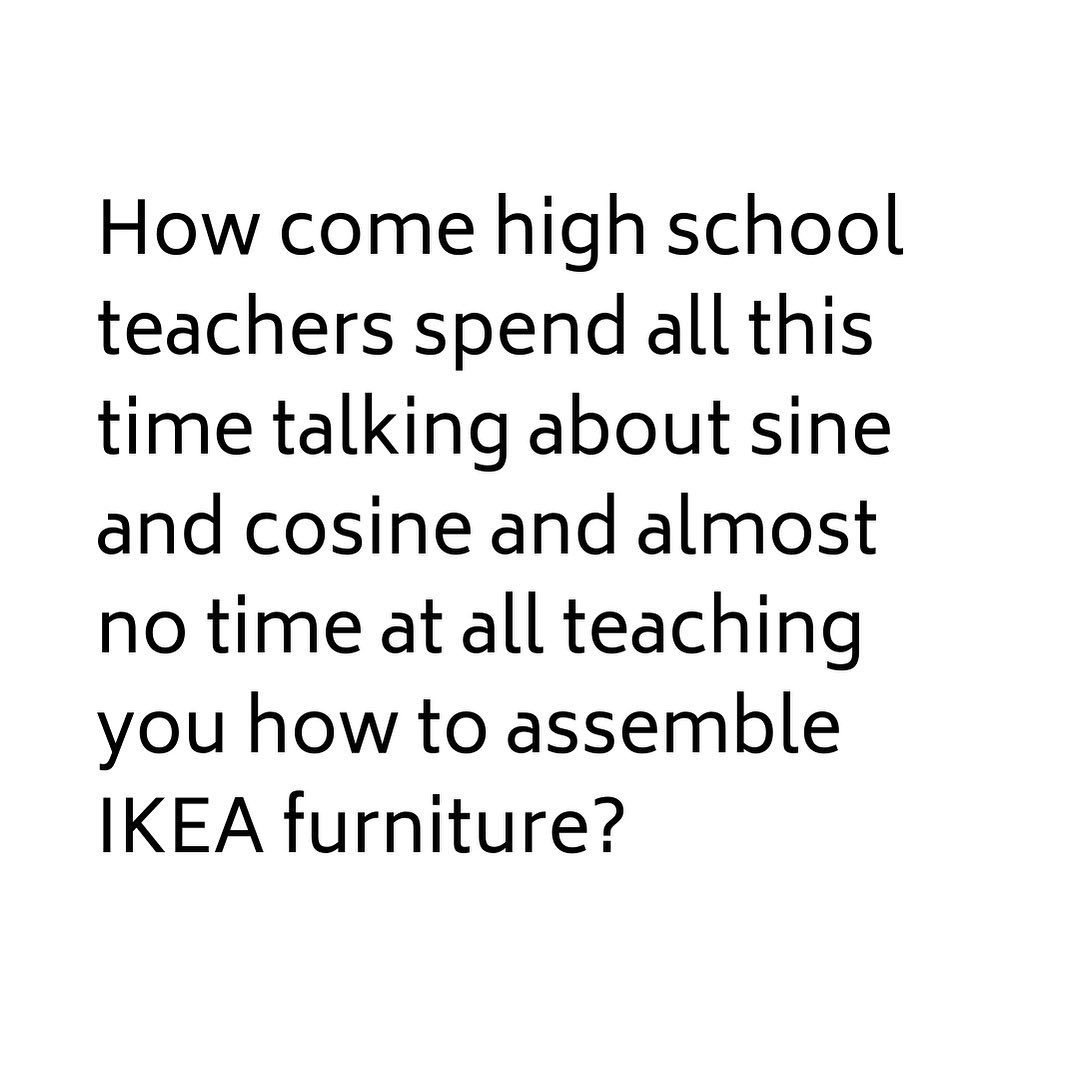 How come high school
teachers spend all this
time talking about sine
and cosine and almost
no time at all teaching
you how to assemble
IKEA furniture?